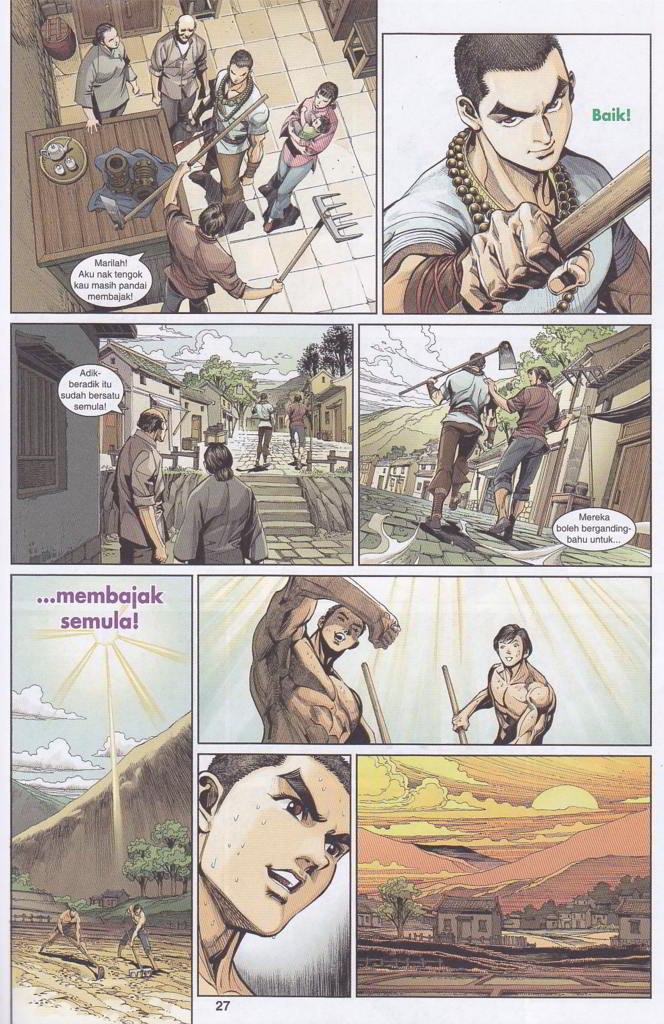 Marilah!
Aku nak tengok
kau masih pandai
membajak!
Baik!
Adik-
beradik itu
sudah bersatu
semula!
Mereka
boleh berganding-
bahu untuk...
...membajak
semula!
27